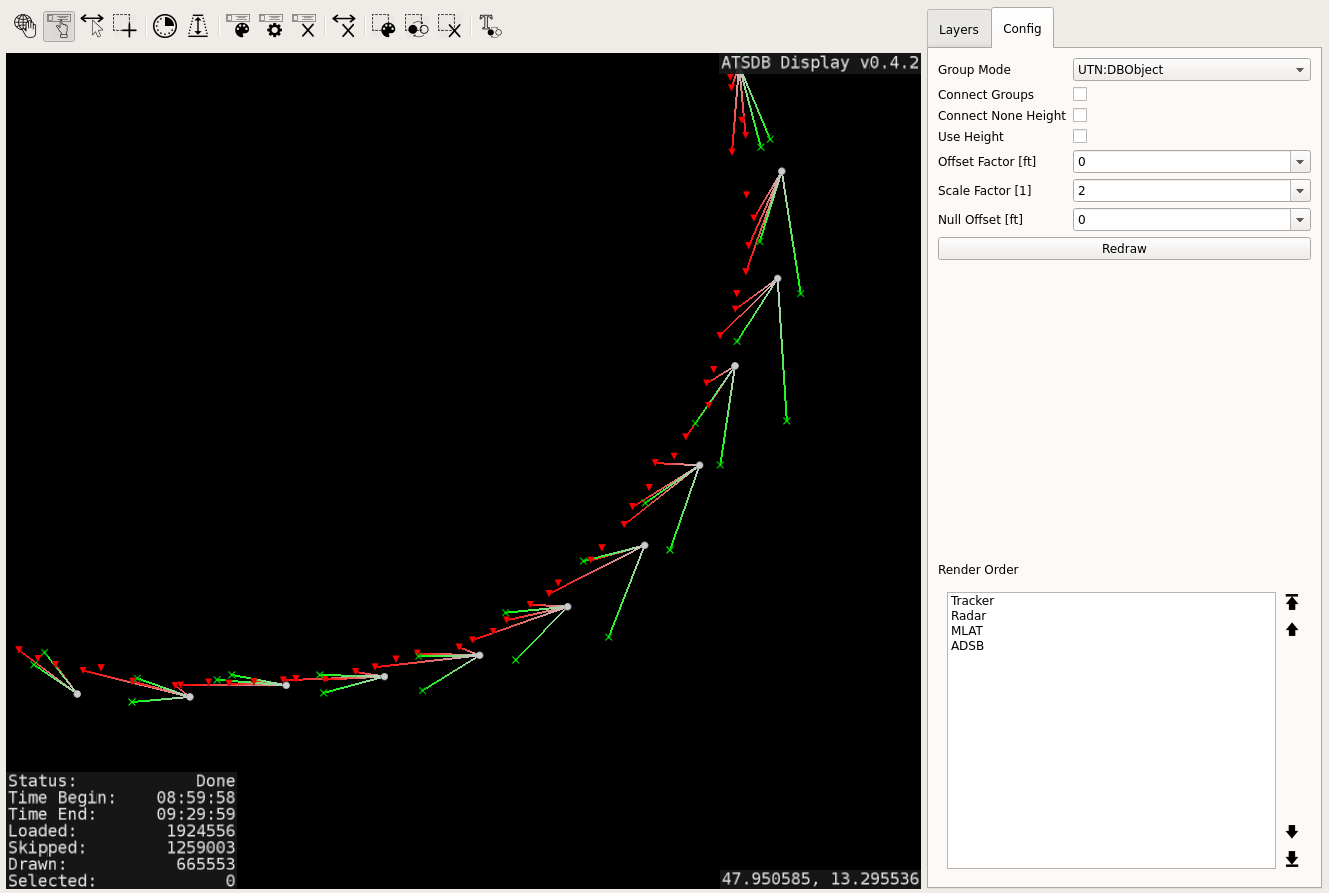 Layers Config
ATSDB Display v0.4.2
Group Mode UTN:DBObject
Connect Groups
Connect None Height
Use Height
Offset Factor [ft] 0
Scale Factor [1] 2
Null Offset [ft] 0
Redraw
Render Order
Tracker
Radar
MLAT
ADSB
Status: Done
Time Begin: 08:59:58
Time End: 09:29:59
Loaded: 1924556
Skipped: 1259003
Drawn: 665553
Selected: 0
47.950585, 13.295536